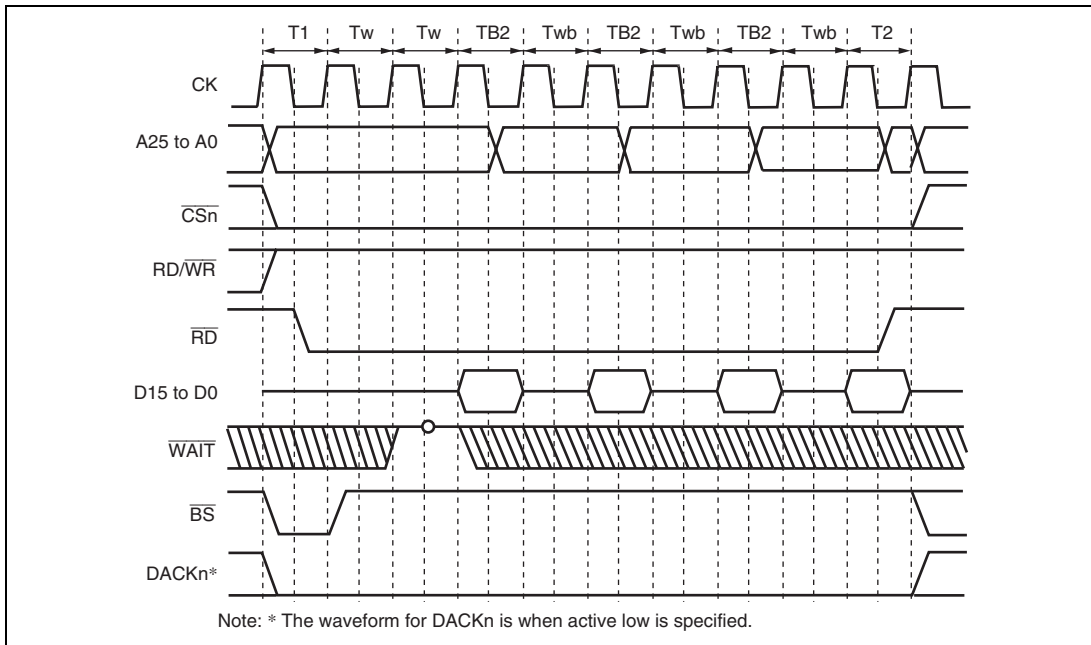 T1 Tw Tw TB2 Twb TB2 Twb TB2 Twb T2
CK
A25 to A0
CSn
RD/WR
RD
D15 to D0
WAIT
BS
DACKn*
Note: * The waveform for DACKn is when active low is specified.